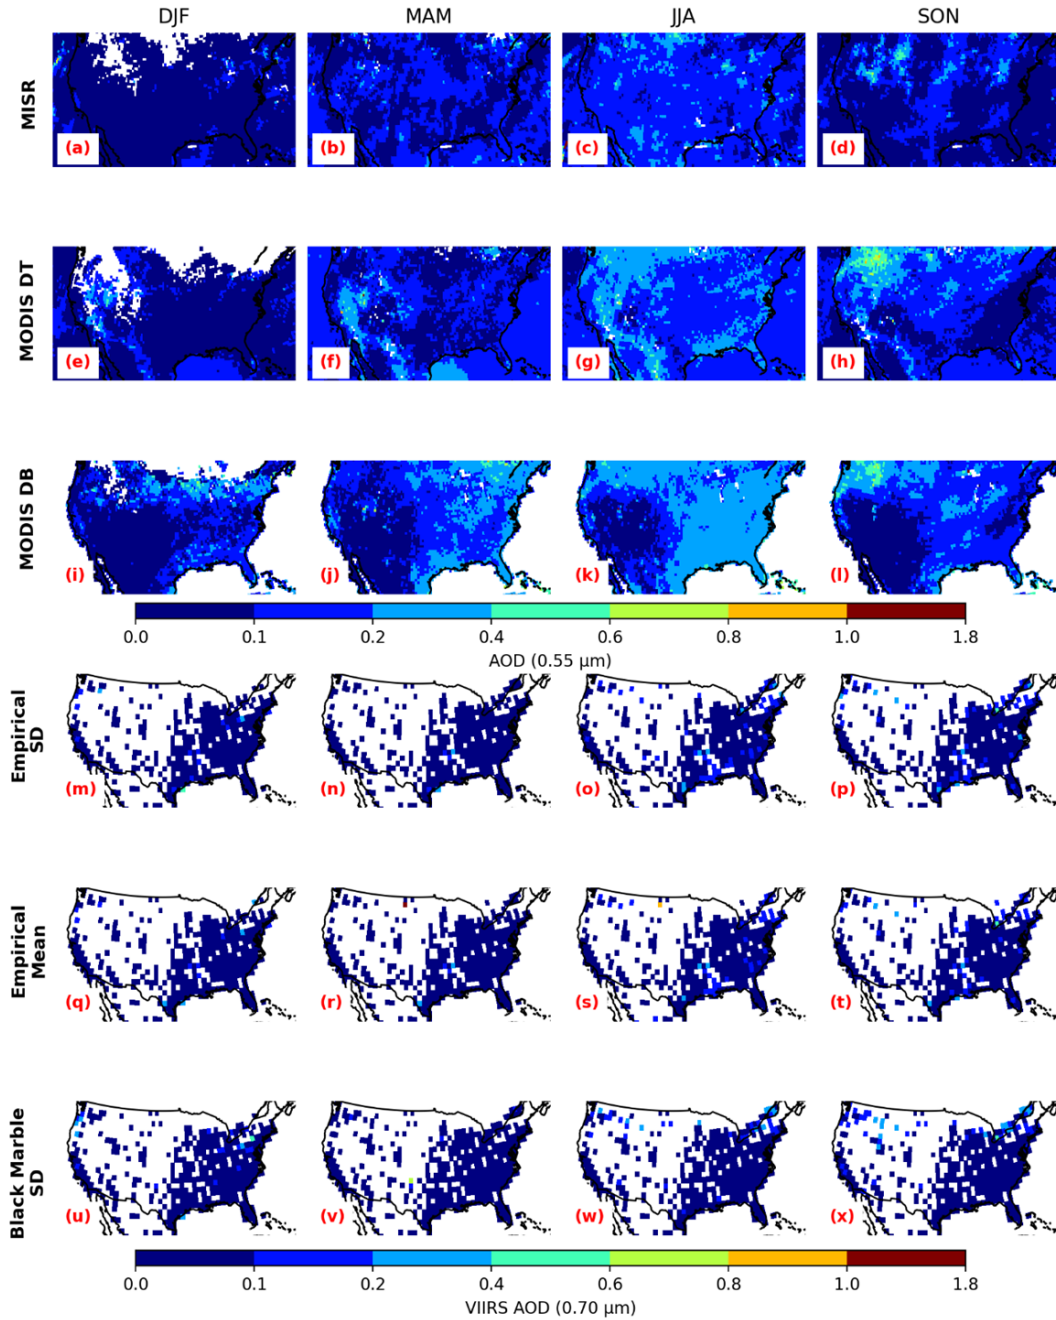 DJF MAM JJA SON
MISR
(a) (b) (c) (d)
MODIS DT
(e) (f) (g) (h)
MODIS DB
(i) (j) (k) (l)
0.0 0.1 0.2 0.4 0.6 0.8 1.0 1.8
AOD (0.55 μm)
Empirical
SD
(m) (n) (o) (p)
Empirical
Mean
(q) (r) (s) (t)
Black Marble
SD
(u) (v) (w) (x)
0.0 0.1 0.2 0.4 0.6 0.8 1.0 1.8
VIIRS AOD (0.70 μm)